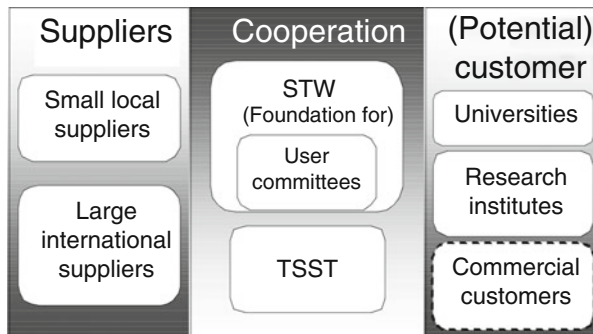 Suppliers
Small local
suppliers
Large
international
suppliers
Cooperation
STW
(Foundation for)
User
committees
TSST
(Potential)
customer
Universities
Research
institutes
Commercial
customers